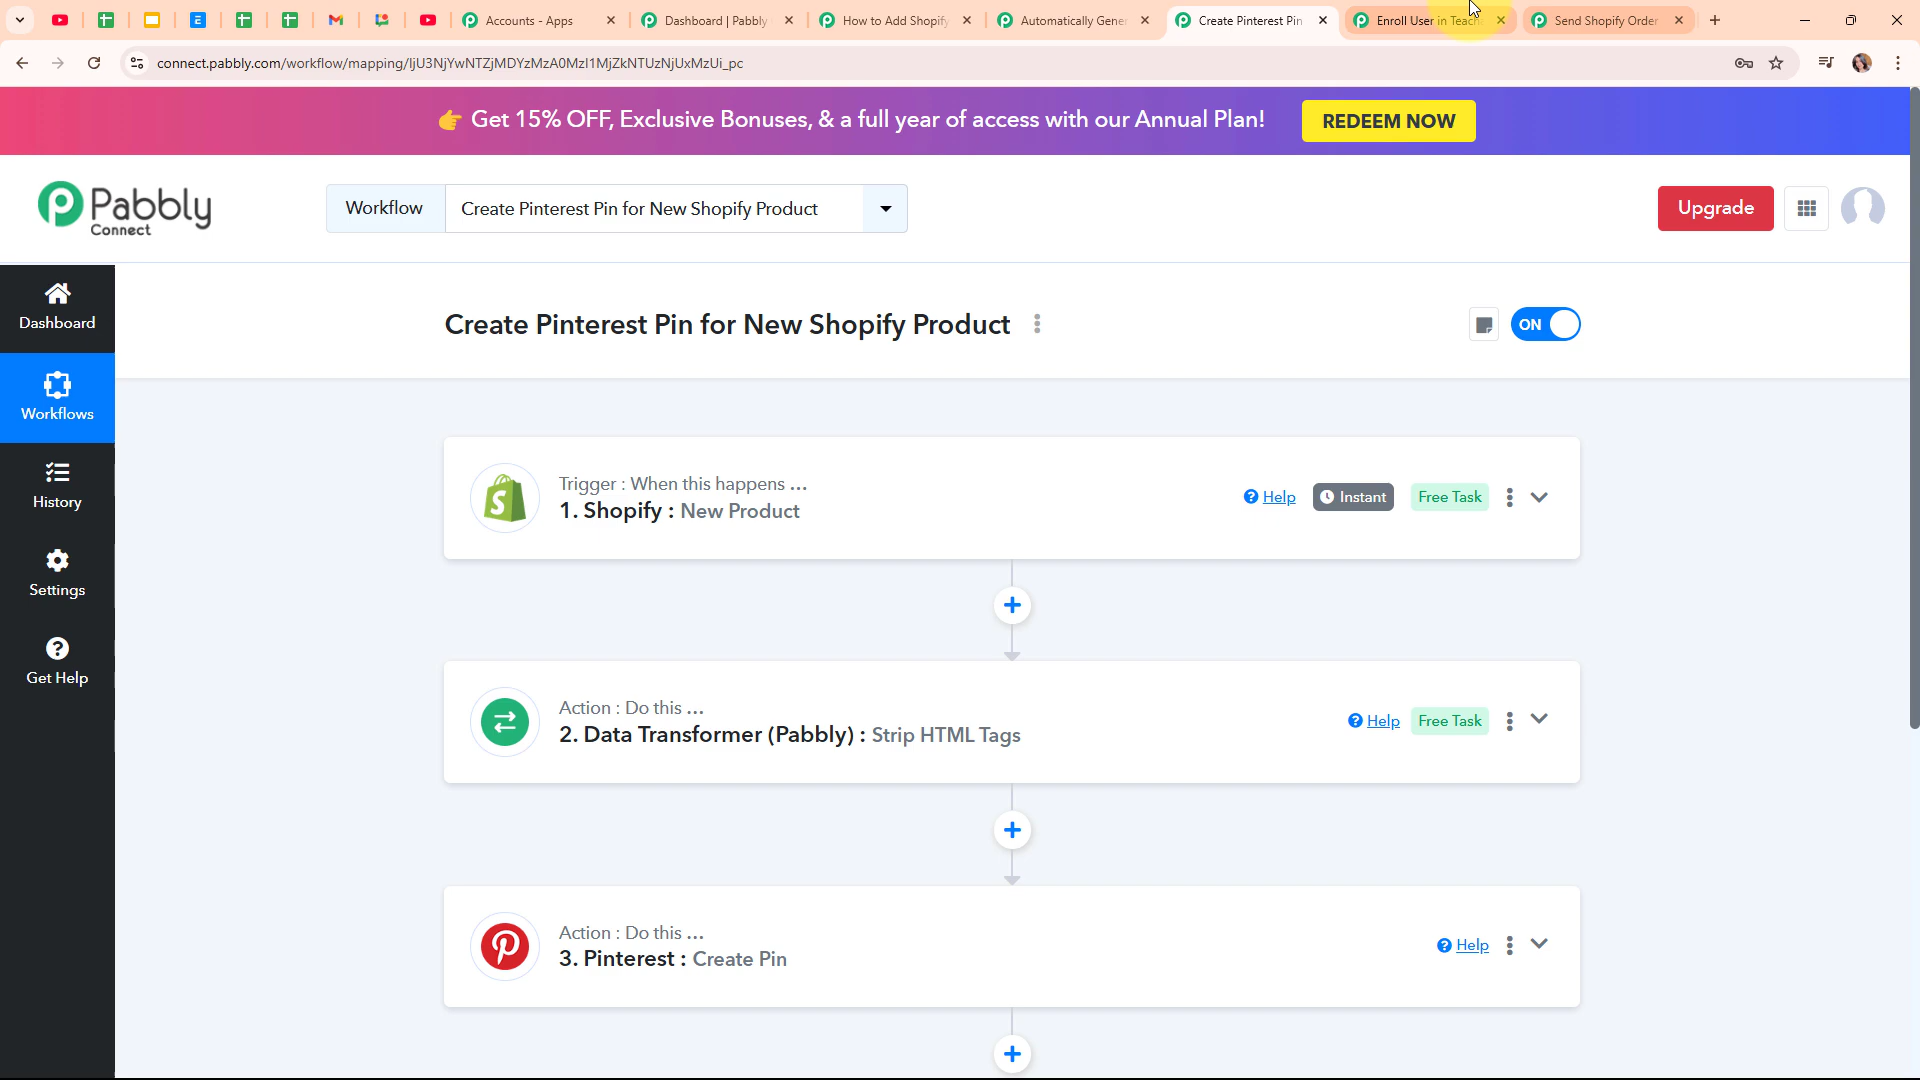 Accounts - Apps
Dashboard | Pabbly
How to Add Shopify
Automatically Gener
Create Pinterest Pin
Enroll User in Teach
Send Shopify Order
connect.pabbly.com/workflow/mapping/IjU3NjYwNTZjMDYzMzA0MzI1MjZkNTUzNjUxMzUi_pc
👉 Get 15% OFF, Exclusive Bonuses, & a full year of access with our Annual Plan!
REDEEM NOW
Pabbly
Connect
Workflow
Create Pinterest Pin for New Shopify Product
Upgrade
Dashboard
Workflows
History
Settings
Get Help
Create Pinterest Pin for New Shopify Product
ON
Trigger : When this happens ...
1. Shopify : New Product
Help
Instant
Free Task
Action : Do this ...
2. Data Transformer (Pabbly) : Strip HTML Tags
Help
Free Task
Action : Do this ...
3. Pinterest : Create Pin
Help